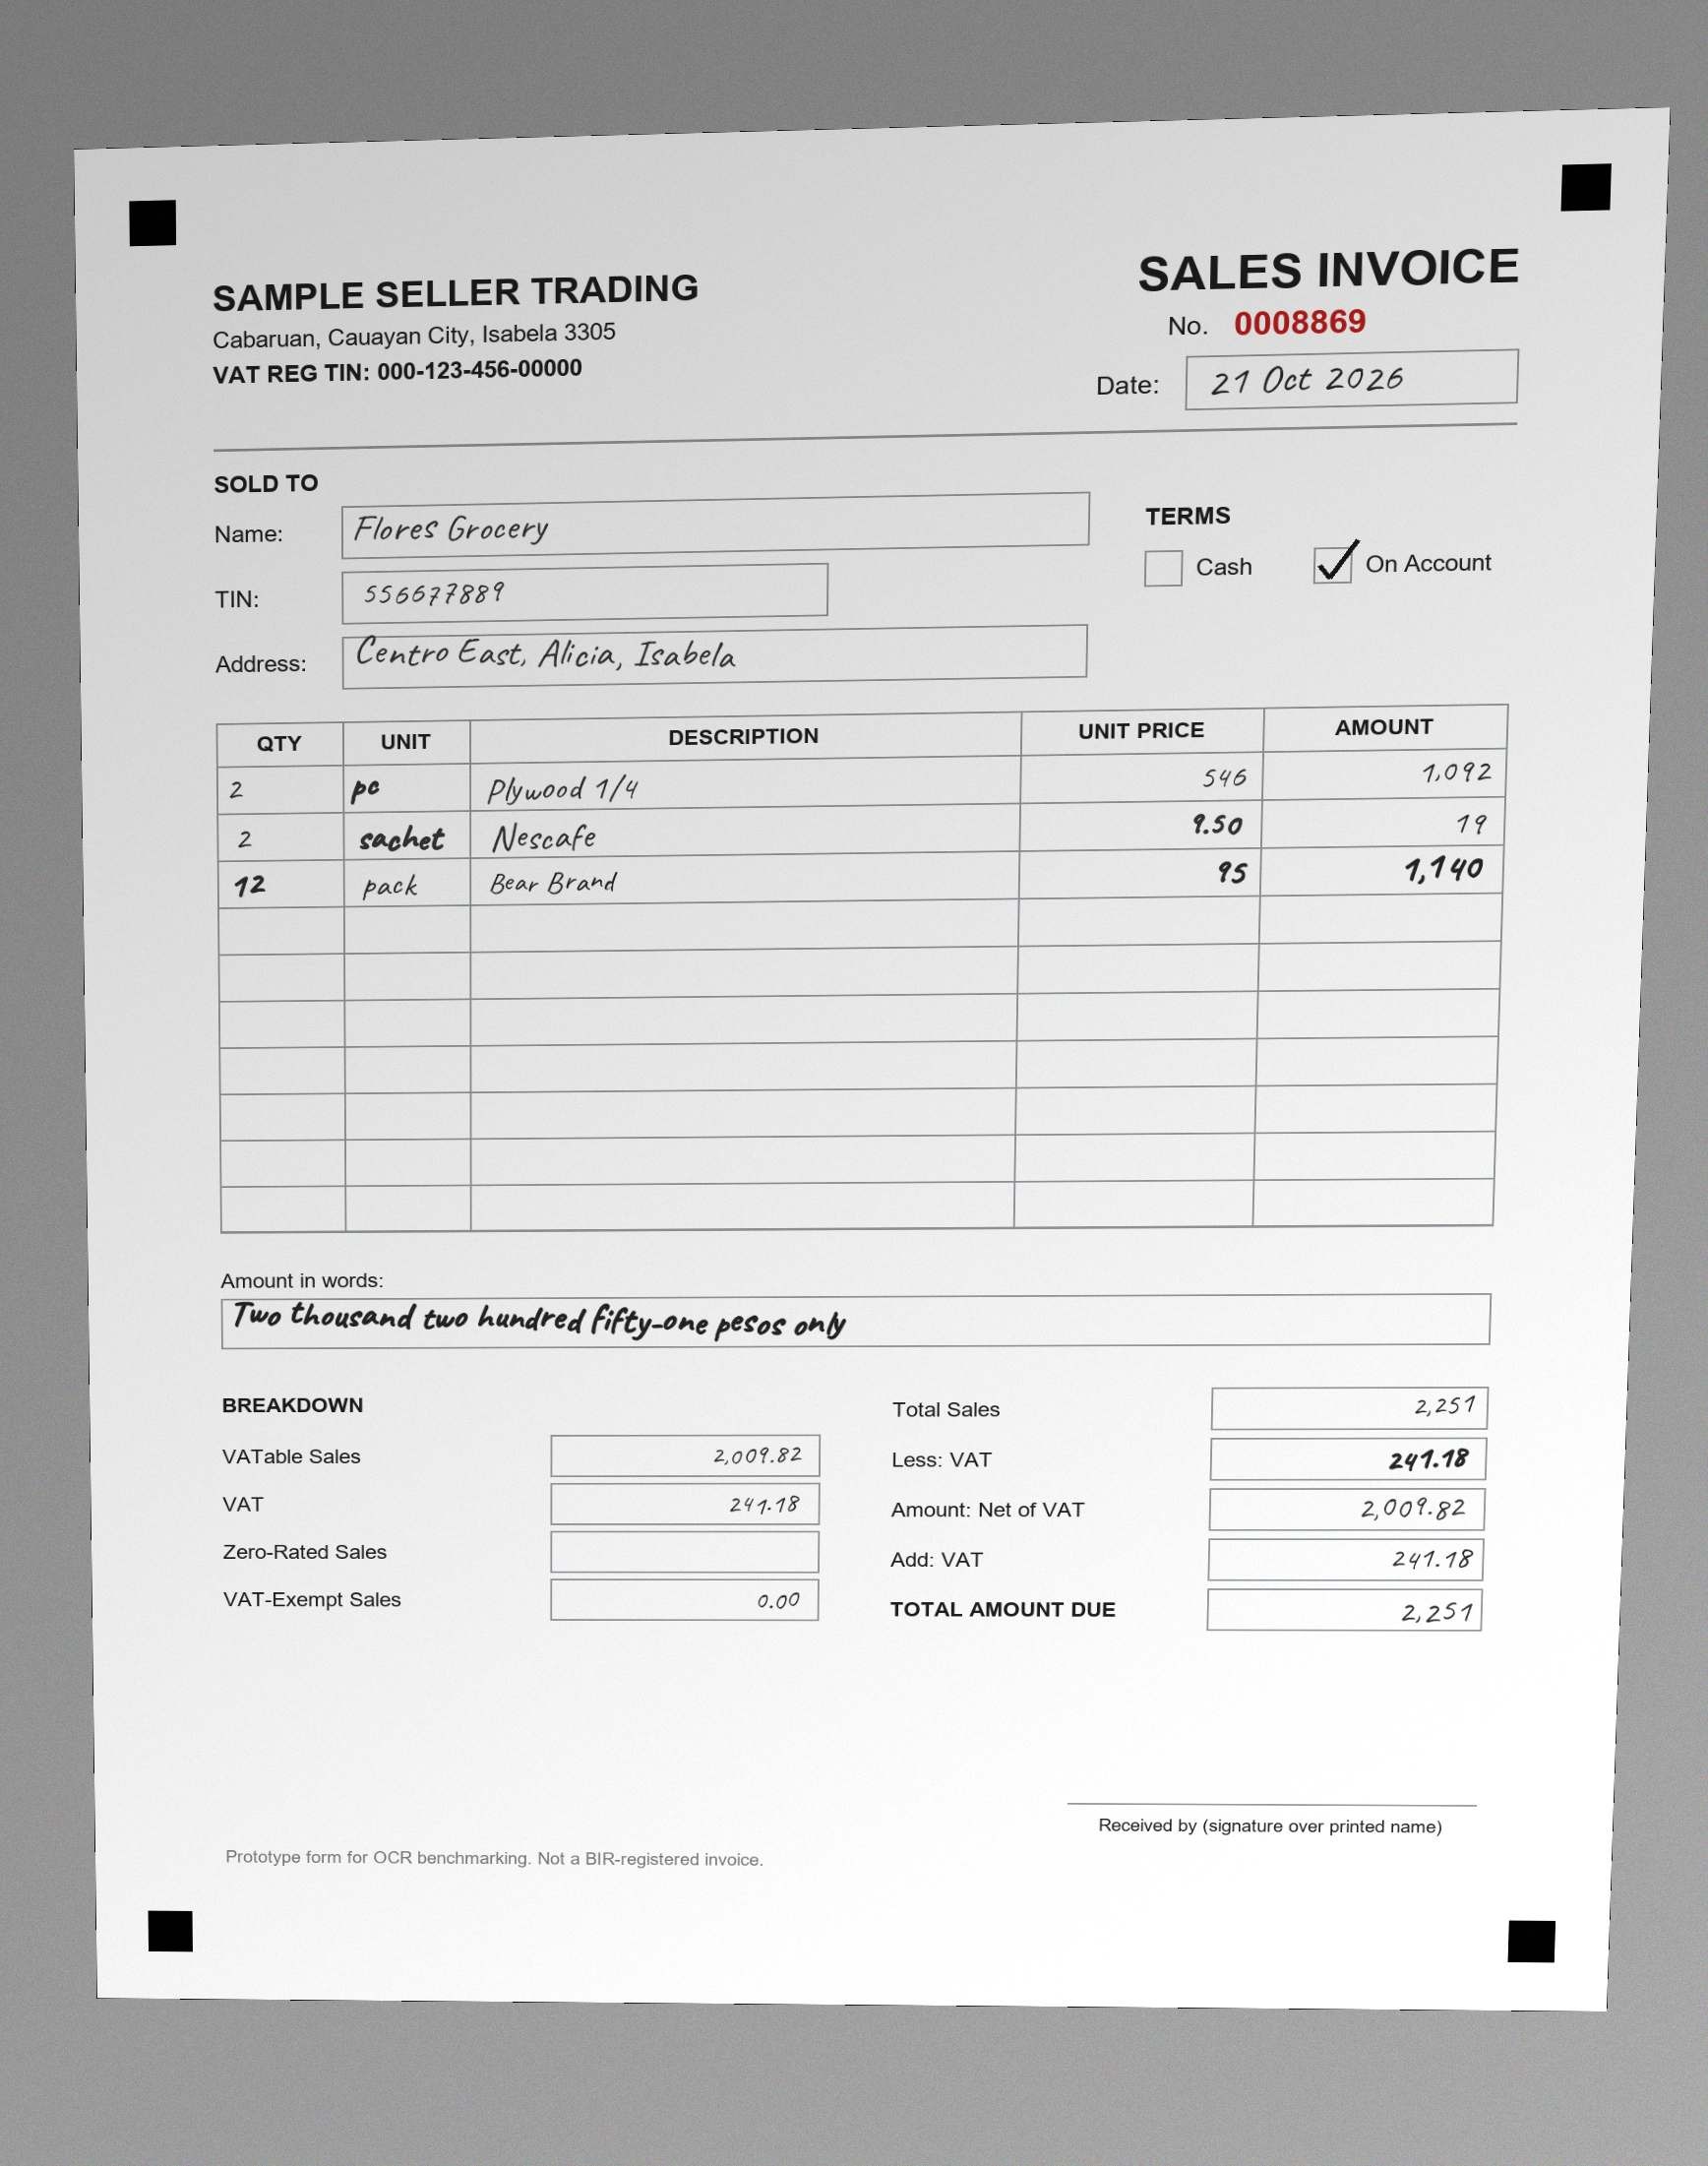 SAMPLE SELLER TRADING
Cabaruan, Cauayan City, Isabela 3305
VAT REG TIN: 000-123-456-00000
SALES INVOICE
No. 0008869
Date: 21 Oct 2026
SOLD TO
Name: Flores Grocery
TIN: 556677889
Address: Centro East, Alicia, Isabela
TERMS
Cash On Account
QTY UNIT DESCRIPTION UNIT PRICE AMOUNT
2 pc Plywood 1/4 546 1,092
2 sachet Nescafe 9.50 19
12 pack Bear Brand 95 1,140
Amount in words:
Two thousand two hundred fifty-one pesos only
BREAKDOWN
VATable Sales 2,009.82
VAT 241.18
Zero-Rated Sales
VAT-Exempt Sales 0.00
Total Sales 2,251
Less: VAT 241.18
Amount: Net of VAT 2,009.82
Add: VAT 241.18
TOTAL AMOUNT DUE 2,251
Received by (signature over printed name)
Prototype form for OCR benchmarking. Not a BIR-registered invoice.